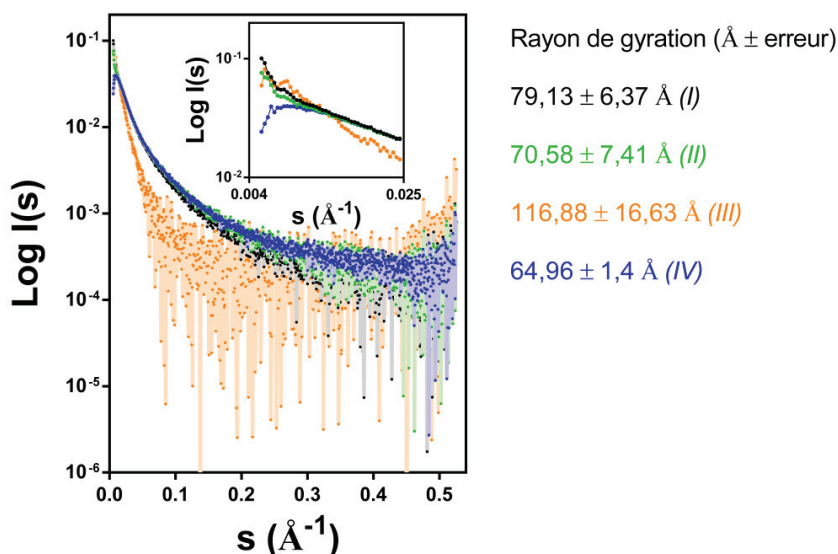 Rayon de gyration (Å ± erreur)
79,13 ± 6,37 Å (I)
70,58 ± 7,41 Å (II)
116,88 ± 16,63 Å (III)
64,96 ± 1,4 Å (IV)
Log I(s)
10-1
10-2
10-3
10-4
10-5
10-6
0.0 0.1 0.2 0.3 0.4 0.5
s (Å-1)
Log I(s)
10-1
10-2
0.004 0.025
s (Å-1)